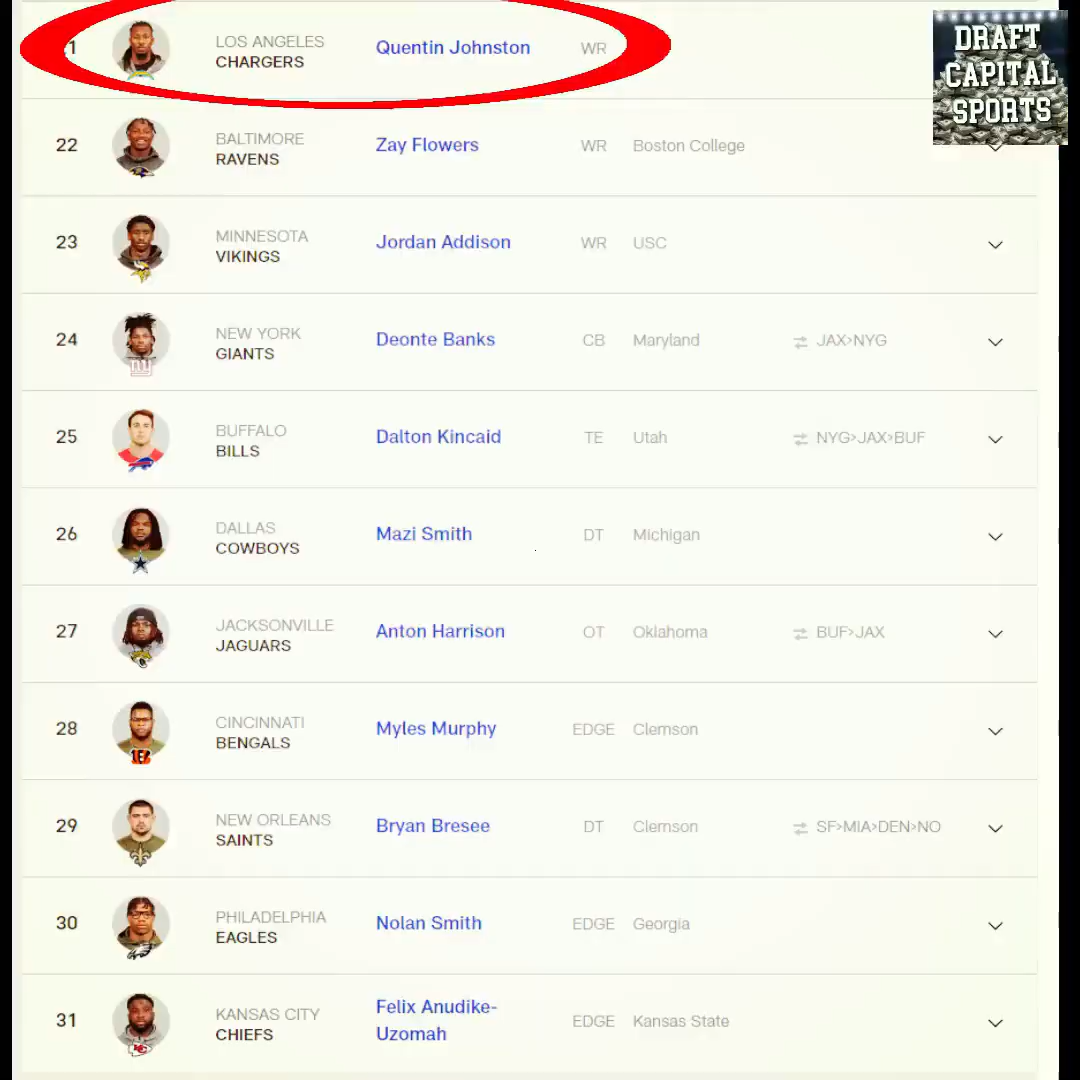 1 LOS ANGELES CHARGERS Quentin Johnston WR
DRAFT
CAPITAL
SPORTS
22 BALTIMORE RAVENS Zay Flowers WR Boston College
23 MINNESOTA VIKINGS Jordan Addison WR USC
24 NEW YORK GIANTS Deonte Banks CB Maryland JAX>NYG
25 BUFFALO BILLS Dalton Kincaid TE Utah NYG>JAX>BUF
26 DALLAS COWBOYS Mazi Smith DT Michigan
27 JACKSONVILLE JAGUARS Anton Harrison OT Oklahoma BUF>JAX
28 CINCINNATI BENGALS Myles Murphy EDGE Clemson
29 NEW ORLEANS SAINTS Bryan Bresee DT Clemson SF>MIA>DEN>NO
30 PHILADELPHIA EAGLES Nolan Smith EDGE Georgia
31 KANSAS CITY CHIEFS Felix Anudike-Uzomah EDGE Kansas State